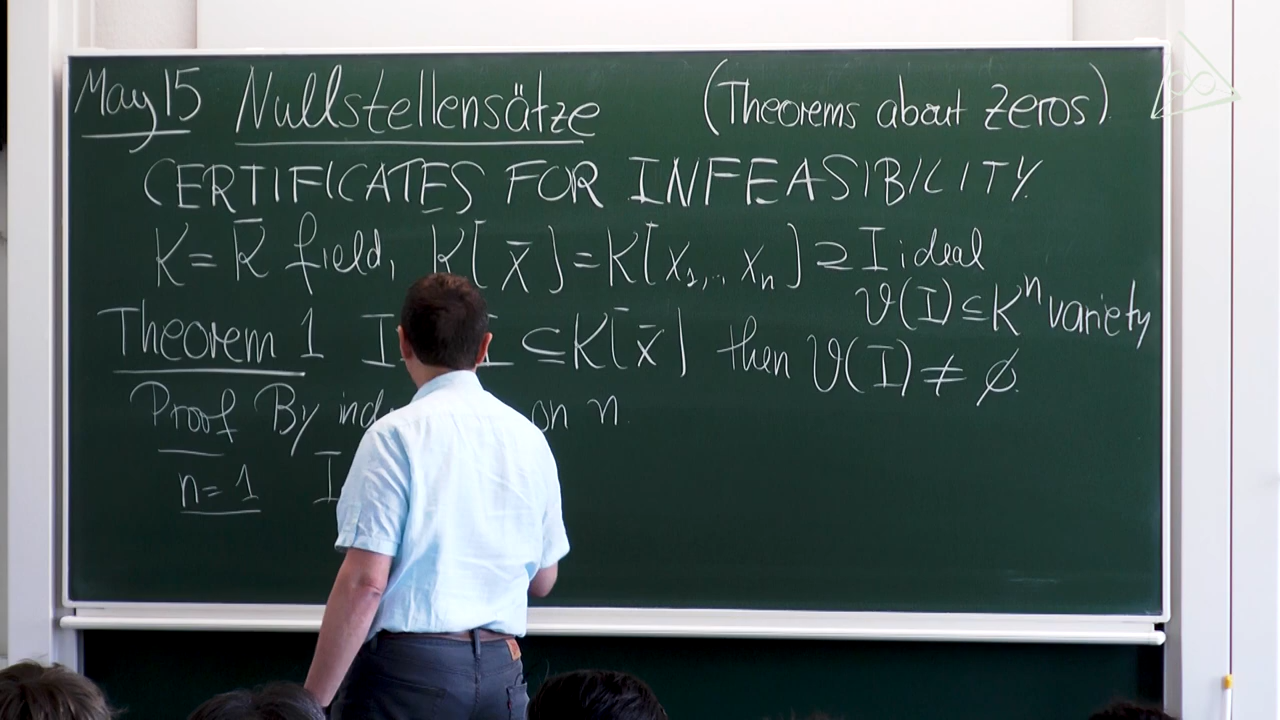 May 15 Nullstellensätze (Theorems about zeros)
CERTIFICATES FOR INFEASIBILITY.
K = K̄ field, K[x̄] = K[x₁,.. xₙ] ⊇ I ideal
𝒱(I) ⊆ Kⁿ variety
Theorem 1 I ⊆ K[x̄] then 𝒱(I) ≠ ∅.
Proof By on n.
n = 1 I